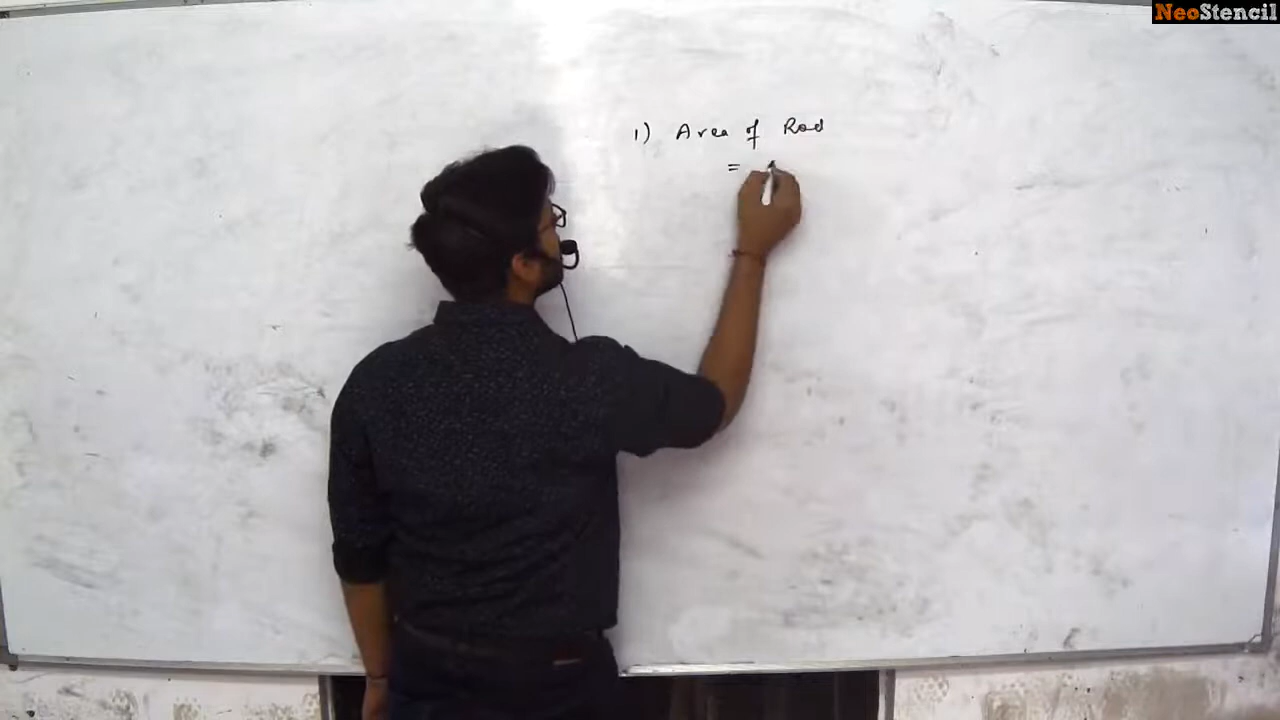 NeoStencil
1) Area of Rod
=